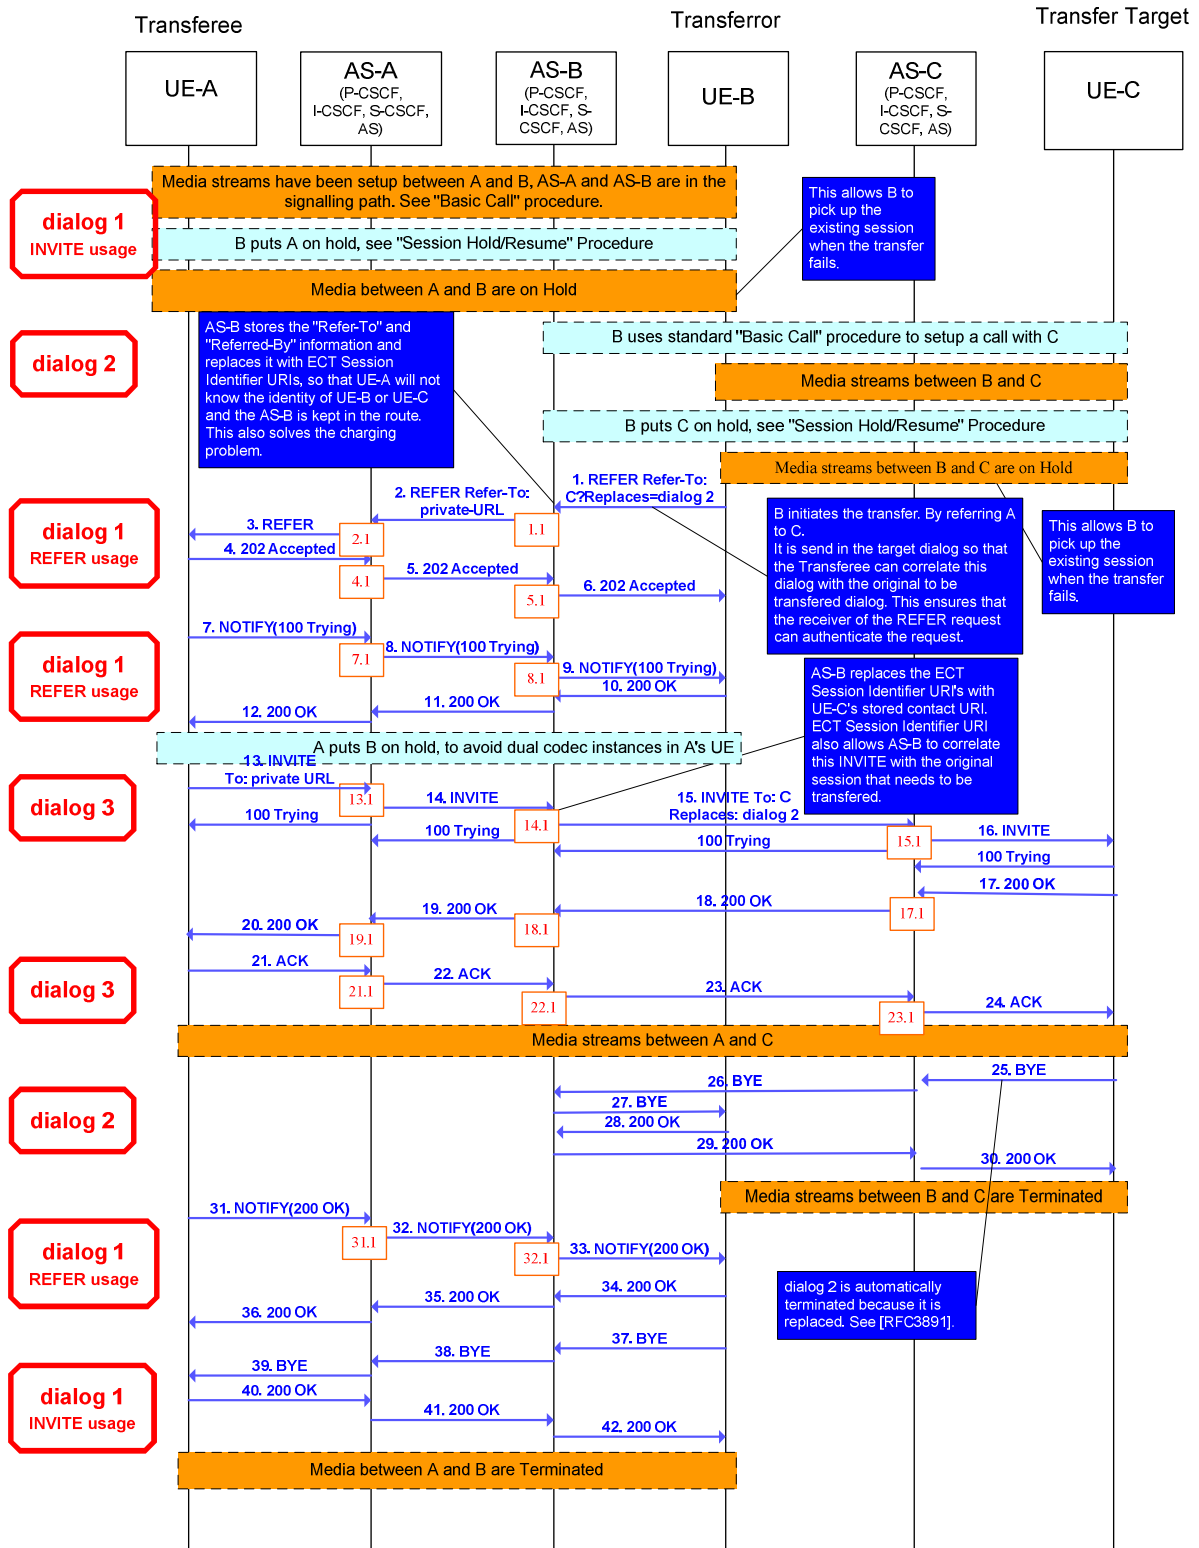 Transferee
Transferror
Transfer Target
UE-A
AS-A
(P-CSCF,
I-CSCF, S-CSCF,
AS)
AS-B
(P-CSCF,
I-CSCF, S-
CSCF, AS)
UE-B
AS-C
(P-CSCF,
I-CSCF, S-
CSCF, AS)
UE-C
Media streams have been setup between A and B, AS-A and AS-B are in the
signalling path. See "Basic Call" procedure.
This allows B to
pick up the
existing session
when the transfer
fails.
dialog 1
INVITE usage
B puts A on hold, see "Session Hold/Resume" Procedure
Media between A and B are on Hold
AS-B stores the "Refer-To" and
"Referred-By" information and
replaces it with ECT Session
Identifier URIs, so that UE-A will not
know the identity of UE-B or UE-C
and the AS-B is kept in the route.
This also solves the charging
problem.
dialog 2
B uses standard "Basic Call" procedure to setup a call with C
Media streams between B and C
B puts C on hold, see "Session Hold/Resume" Procedure
Media streams between B and C are on Hold
1. REFER Refer-To:
C?Replaces=dialog 2
2. REFER Refer-To:
private-URL
1.1
3. REFER
2.1
dialog 1
REFER usage
4. 202 Accepted
4.1
5. 202 Accepted
5.1
6. 202 Accepted
B initiates the transfer. By referring A
to C.
It is send in the target dialog so that
the Transferee can correlate this
dialog with the original to be
transfered dialog. This ensures that
the receiver of the REFER request
can authenticate the request.
This allows B to
pick up the
existing session
when the transfer
fails.
7. NOTIFY(100 Trying)
7.1
8. NOTIFY(100 Trying)
8.1
9. NOTIFY(100 Trying)
dialog 1
REFER usage
10. 200 OK
11. 200 OK
12. 200 OK
AS-B replaces the ECT
Session Identifier URI's with
UE-C's stored contact URI.
ECT Session Identifier URI
also allows AS-B to correlate
this INVITE with the original
session that needs to be
transfered.
A puts B on hold, to avoid dual codec instances in A's UE
13. INVITE
To: private URL
13.1
dialog 3
14. INVITE
14.1
15. INVITE To: C
Replaces: dialog 2
15.1
16. INVITE
100 Trying
100 Trying
100 Trying
100 Trying
17. 200 OK
17.1
18. 200 OK
18.1
19. 200 OK
19.1
20. 200 OK
21. ACK
21.1
dialog 3
22. ACK
22.1
23. ACK
23.1
24. ACK
Media streams between A and C
25. BYE
26. BYE
27. BYE
dialog 2
28. 200 OK
29. 200 OK
30. 200 OK
Media streams between B and C are Terminated
31. NOTIFY(200 OK)
31.1
32. NOTIFY(200 OK)
32.1
33. NOTIFY(200 OK)
dialog 1
REFER usage
34. 200 OK
35. 200 OK
36. 200 OK
dialog 2 is automatically
terminated because it is
replaced. See [RFC3891].
37. BYE
38. BYE
39. BYE
dialog 1
INVITE usage
40. 200 OK
41. 200 OK
42. 200 OK
Media between A and B are Terminated